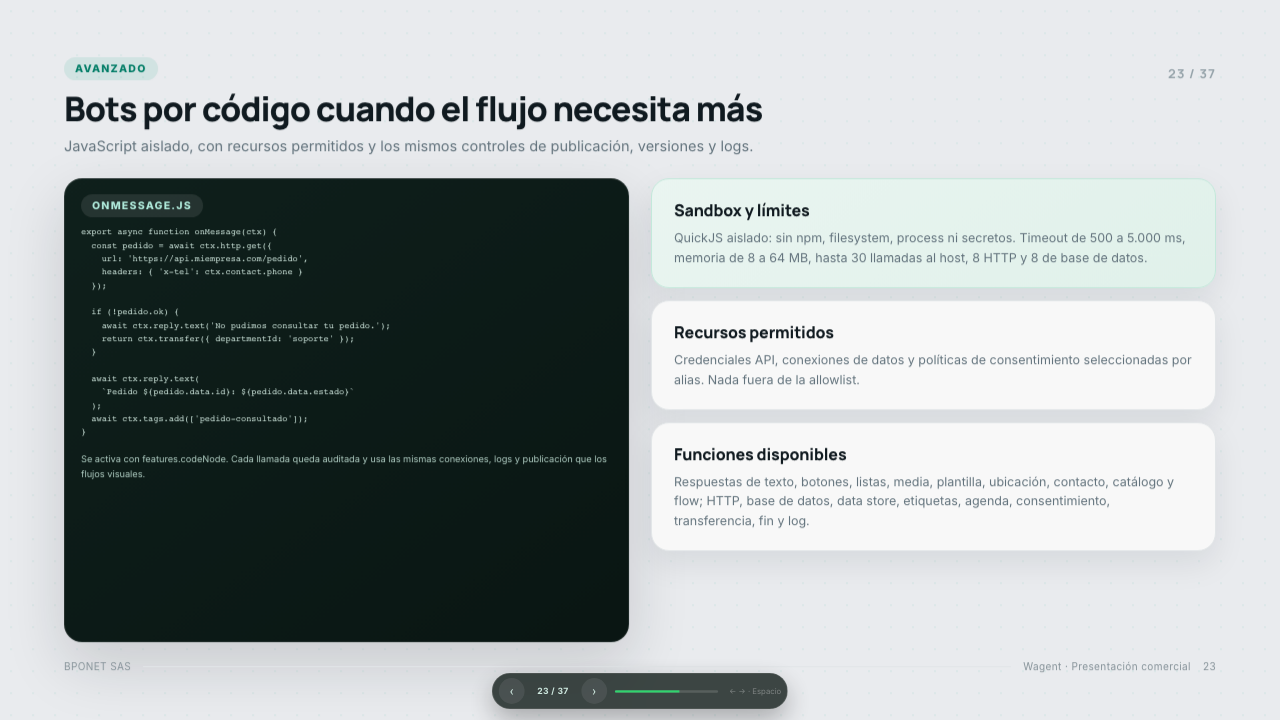 AVANZADO
23 / 37
Bots por código cuando el flujo necesita más
JavaScript aislado, con recursos permitidos y los mismos controles de publicación, versiones y logs.
ONMESSAGE.JS
export async function onMessage(ctx) {
  const pedido = await ctx.http.get({
    url: 'https://api.miempresa.com/pedido',
    headers: { 'x-tel': ctx.contact.phone }
  });
  if (!pedido.ok) {
    await ctx.reply.text('No pudimos consultar tu pedido.');
    return ctx.transfer({ departmentId: 'soporte' });
  }
  await ctx.reply.text(
    `Pedido ${pedido.data.id}: ${pedido.data.estado}`
  );
  await ctx.tags.add(['pedido-consultado']);
}
Se activa con features.codeNode. Cada llamada queda auditada y usa las mismas conexiones, logs y publicación que los
flujos visuales.
Sandbox y límites
QuickJS aislado: sin npm, filesystem, process ni secretos. Timeout de 500 a 5.000 ms,
memoria de 8 a 64 MB, hasta 30 llamadas al host, 8 HTTP y 8 de base de datos.
Recursos permitidos
Credenciales API, conexiones de datos y políticas de consentimiento seleccionadas por
alias. Nada fuera de la allowlist.
Funciones disponibles
Respuestas de texto, botones, listas, media, plantilla, ubicación, contacto, catálogo y
flow; HTTP, base de datos, data store, etiquetas, agenda, consentimiento,
transferencia, fin y log.
BPONET SAS
Wagent · Presentación comercial 23
‹ 23 / 37 › ← → · Espacio